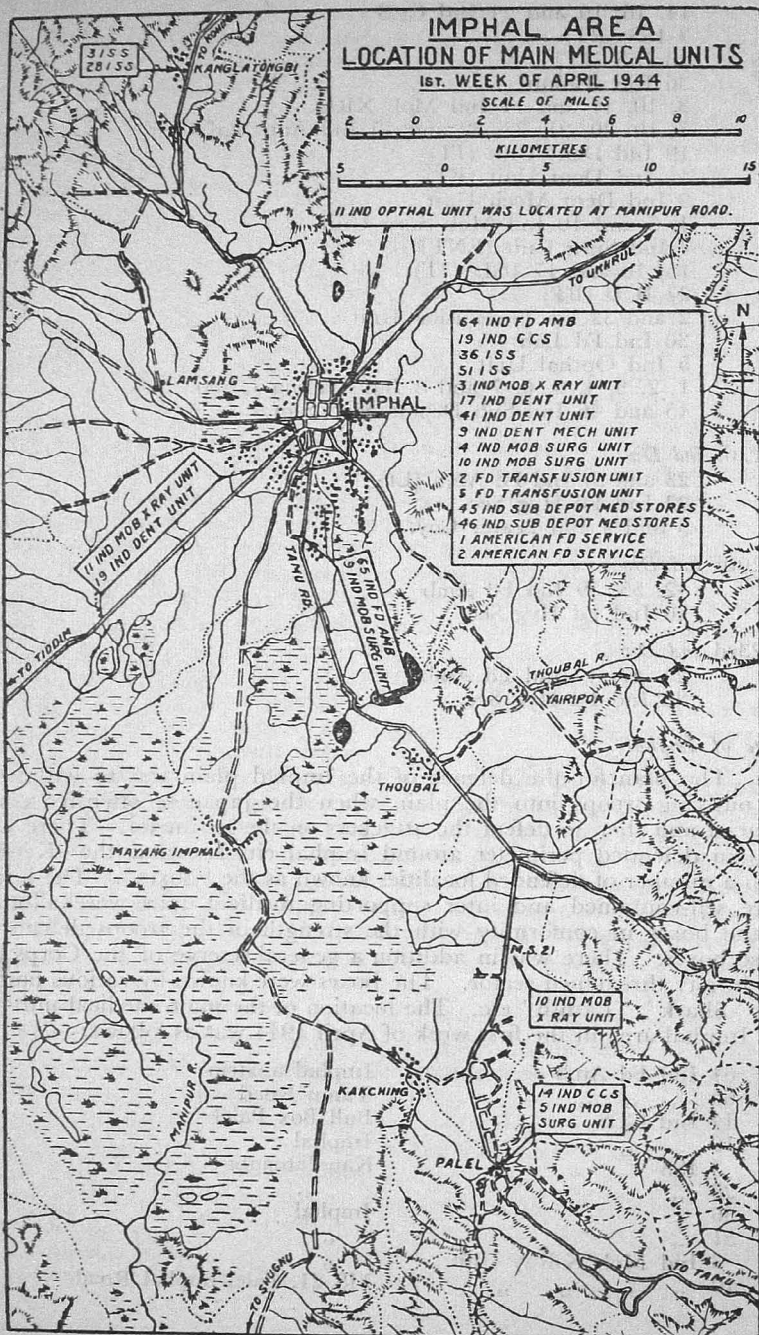 IMPHAL AREA
LOCATION OF MAIN MEDICAL UNITS
1ST. WEEK OF APRIL 1944
SCALE OF MILES
2 0 2 4 6 8 10
KILOMETRES
5 0 5 10 15
11 IND OPTHAL UNIT WAS LOCATED AT MANIPUR ROAD.
31SS
281SS
TO KOHIMA
KANGLATONGBI
TO UKHRUL
N
64 IND FD AMB
19 IND CCS
36 ISS
51 ISS
3 IND MOB X RAY UNIT
17 IND DENT UNIT
41 IND DENT UNIT
9 IND DENT MECH UNIT
4 IND MOB SURG UNIT
10 IND MOB SURG UNIT
FD TRANSFUSION UNIT
5 FD TRANSFUSION UNIT
45 IND SUB DEPOT MED STORES
46 IND SUB DEPOT MED STORES
1 AMERICAN FD SERVICE
2 AMERICAN FD SERVICE
LAMSANG
IMPHAL
11 IND MOB X RAY UNIT
19 IND DENT UNIT
TAMU RD.
65 IND FD AMB
IND MOB SURG UNIT
TO TIDDIM
THOUBAL R.
YAIRIPOK
THOUBAL
MAYANG IMPHAL
M.S.21
10 IND MOB
X RAY UNIT
KAKCHING
14 IND CCS
5 IND MOB
SURG UNIT
MANIPUR R.
PALEL
TO SHUGNU
TO TAMU